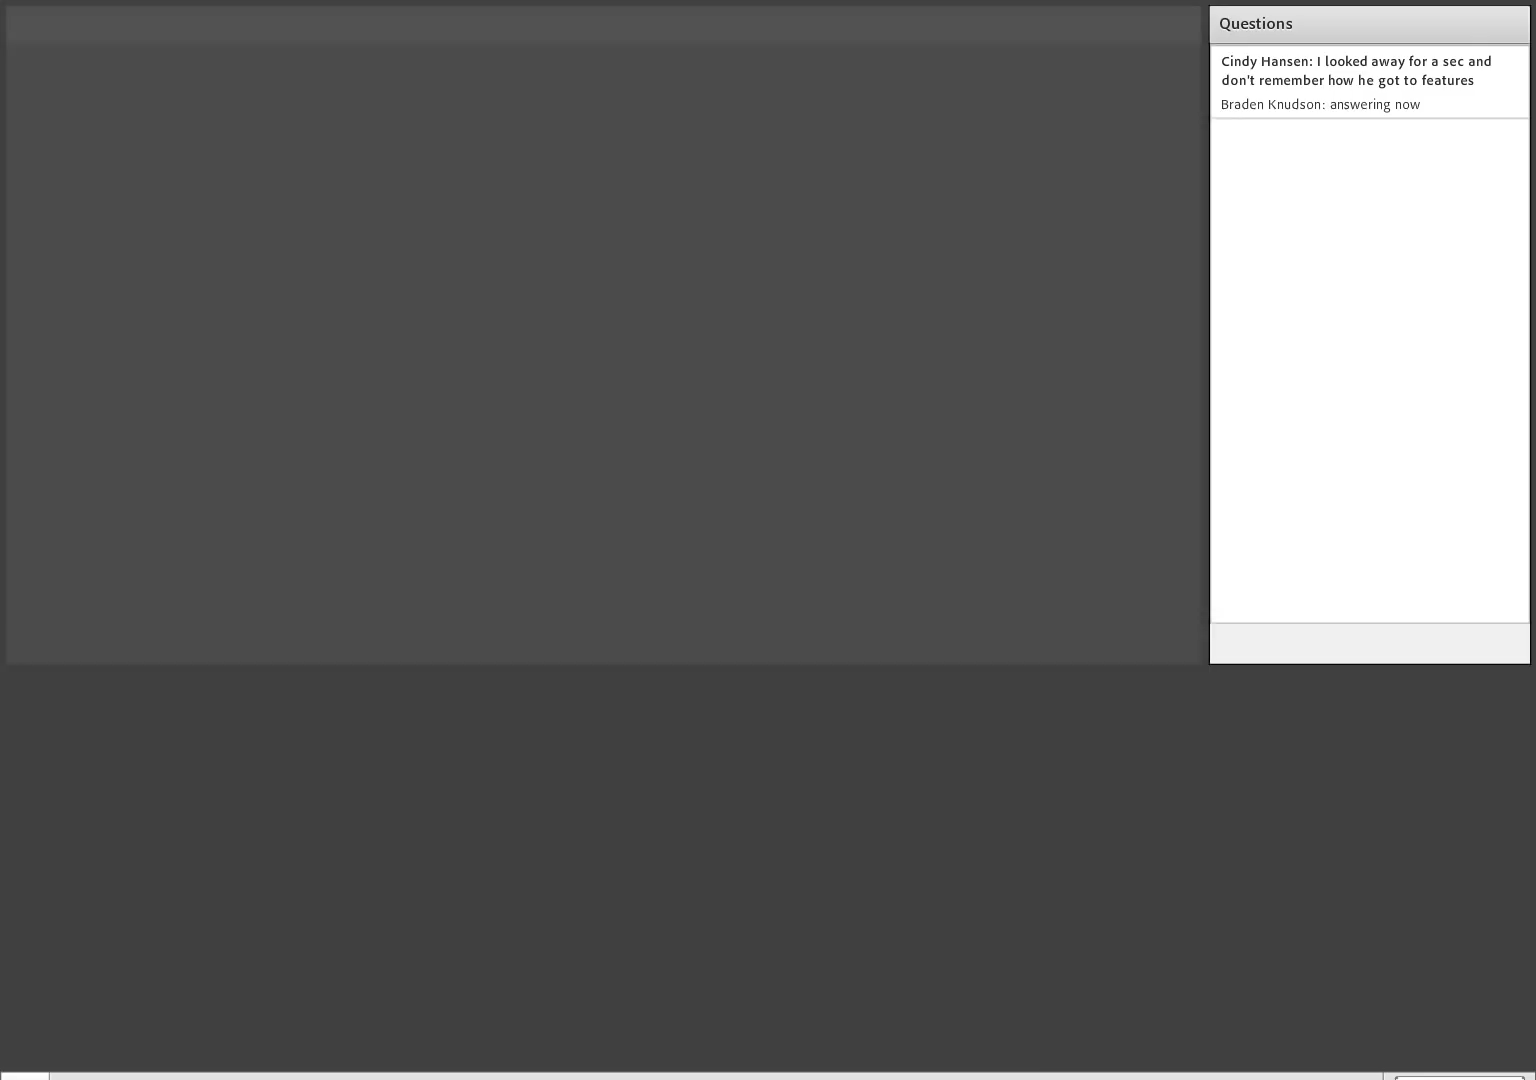 Questions
Cindy Hansen: I looked away for a sec and
don't remember how he got to features
Braden Knudson: answering now